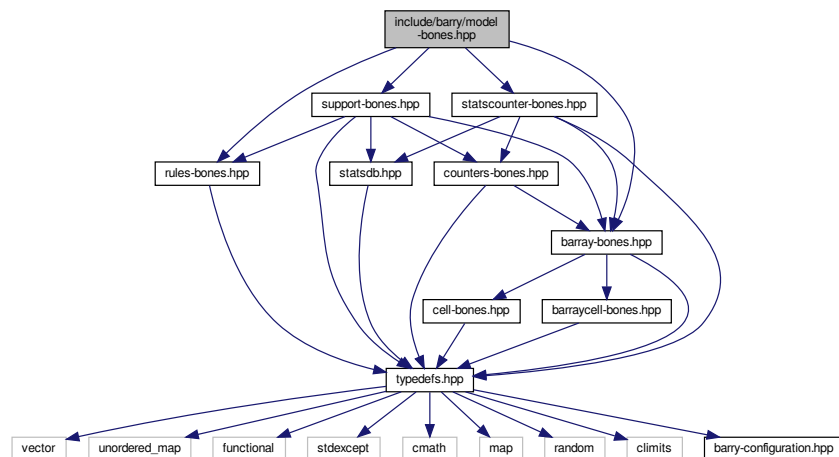 include/barry/model
-bones.hpp
support-bones.hpp
statscounter-bones.hpp
rules-bones.hpp
statsdb.hpp
counters-bones.hpp
barray-bones.hpp
cell-bones.hpp
barraycell-bones.hpp
typedefs.hpp
vector
unordered_map
functional
stdexcept
cmath
map
random
climits
barry-configuration.hpp